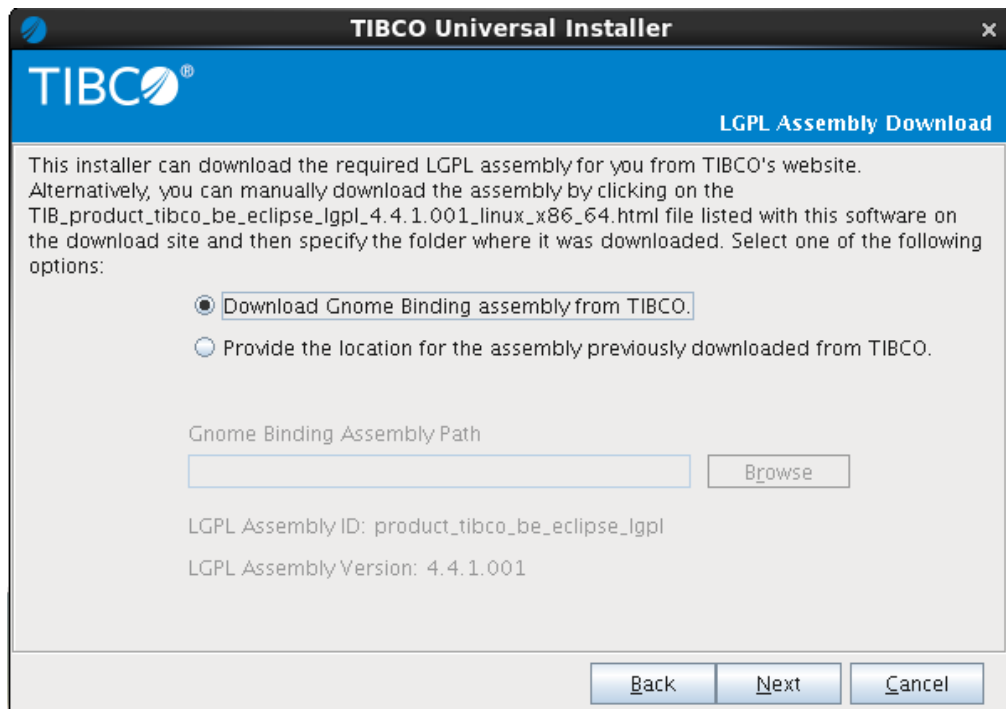 TIBCO Universal Installer
TIBCO®
LGPL Assembly Download
This installer can download the required LGPL assembly for you from TIBCO's website.
Alternatively, you can manually download the assembly by clicking on the
TIB_product_tibco_be_eclipse_lgpl_4.4.1.001_linux_x86_64.html file listed with this software on
the download site and then specify the folder where it was downloaded. Select one of the following
options:
Download Gnome Binding assembly from TIBCO.
Provide the location for the assembly previously downloaded from TIBCO.
Gnome Binding Assembly Path
Browse
LGPL Assembly ID: product_tibco_be_eclipse_lgpl
LGPL Assembly Version: 4.4.1.001
Back Next Cancel